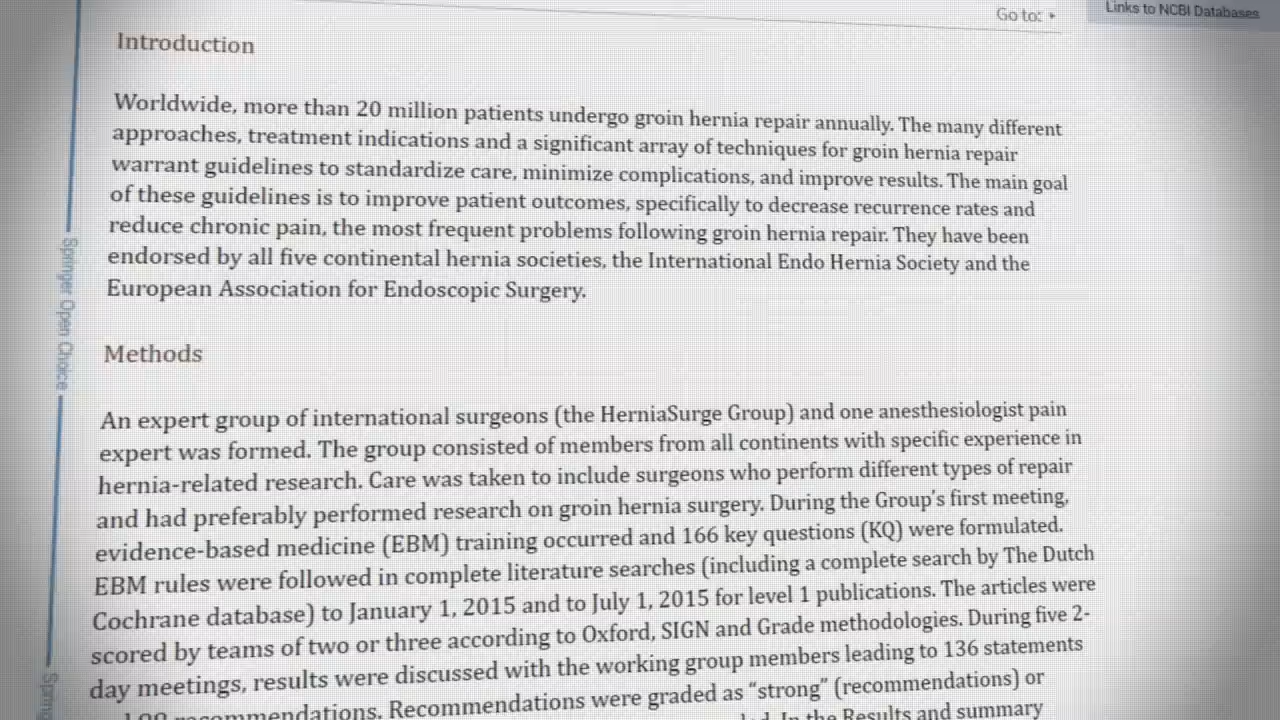 Go to:
Links to NCBI Databases
Introduction
Worldwide, more than 20 million patients undergo groin hernia repair annually. The many different
approaches, treatment indications and a significant array of techniques for groin hernia repair
warrant guidelines to standardize care, minimize complications, and improve results. The main goal
of these guidelines is to improve patient outcomes, specifically to decrease recurrence rates and
reduce chronic pain, the most frequent problems following groin hernia repair. They have been
endorsed by all five continental hernia societies, the International Endo Hernia Society and the
European Association for Endoscopic Surgery.
Springer Open Choice
Methods
An expert group of international surgeons (the HerniaSurge Group) and one anesthesiologist pain
expert was formed. The group consisted of members from all continents with specific experience in
hernia-related research. Care was taken to include surgeons who perform different types of repair
and had preferably performed research on groin hernia surgery. During the Group's first meeting,
evidence-based medicine (EBM) training occurred and 166 key questions (KQ) were formulated.
EBM rules were followed in complete literature searches (including a complete search by The Dutch
Cochrane database) to January 1, 2015 and to July 1, 2015 for level 1 publications. The articles were
scored by teams of two or three according to Oxford, SIGN and Grade methodologies. During five 2-
day meetings, results were discussed with the working group members leading to 136 statements
recommendations. Recommendations were graded as “strong” (recommendations) or
In the Results and summary